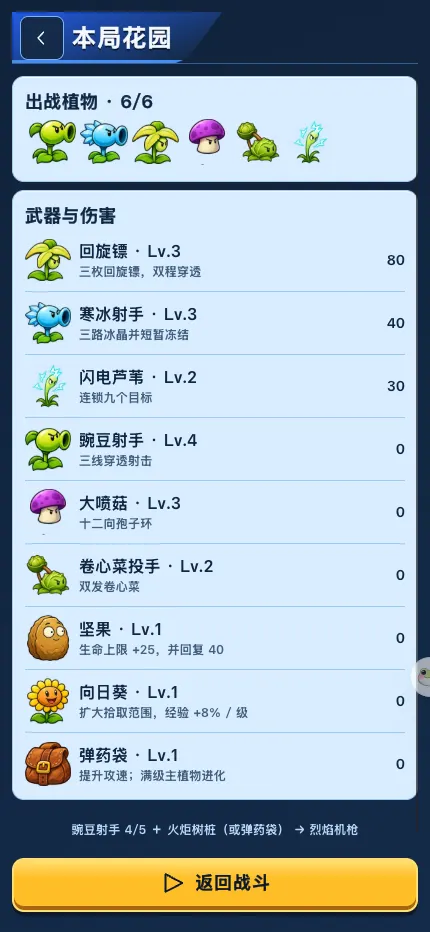 本局花园
出战植物 · 6/6
武器与伤害
回旋镖 · Lv.3
三枚回旋镖，双程穿透
80
寒冰射手 · Lv.3
三路冰晶并短暂冻结
40
闪电芦苇 · Lv.2
连锁九个目标
30
豌豆射手 · Lv.4
三线穿透射击
0
大喷菇 · Lv.3
十二向孢子环
0
卷心菜投手 · Lv.2
双发卷心菜
0
坚果 · Lv.1
生命上限 +25，并回复 40
0
向日葵 · Lv.1
扩大拾取范围，经验 +8% / 级
0
弹药袋 · Lv.1
提升攻速；满级主植物进化
0
豌豆射手 4/5 + 火炬树桩（或弹药袋） → 烈焰机枪
返回战斗